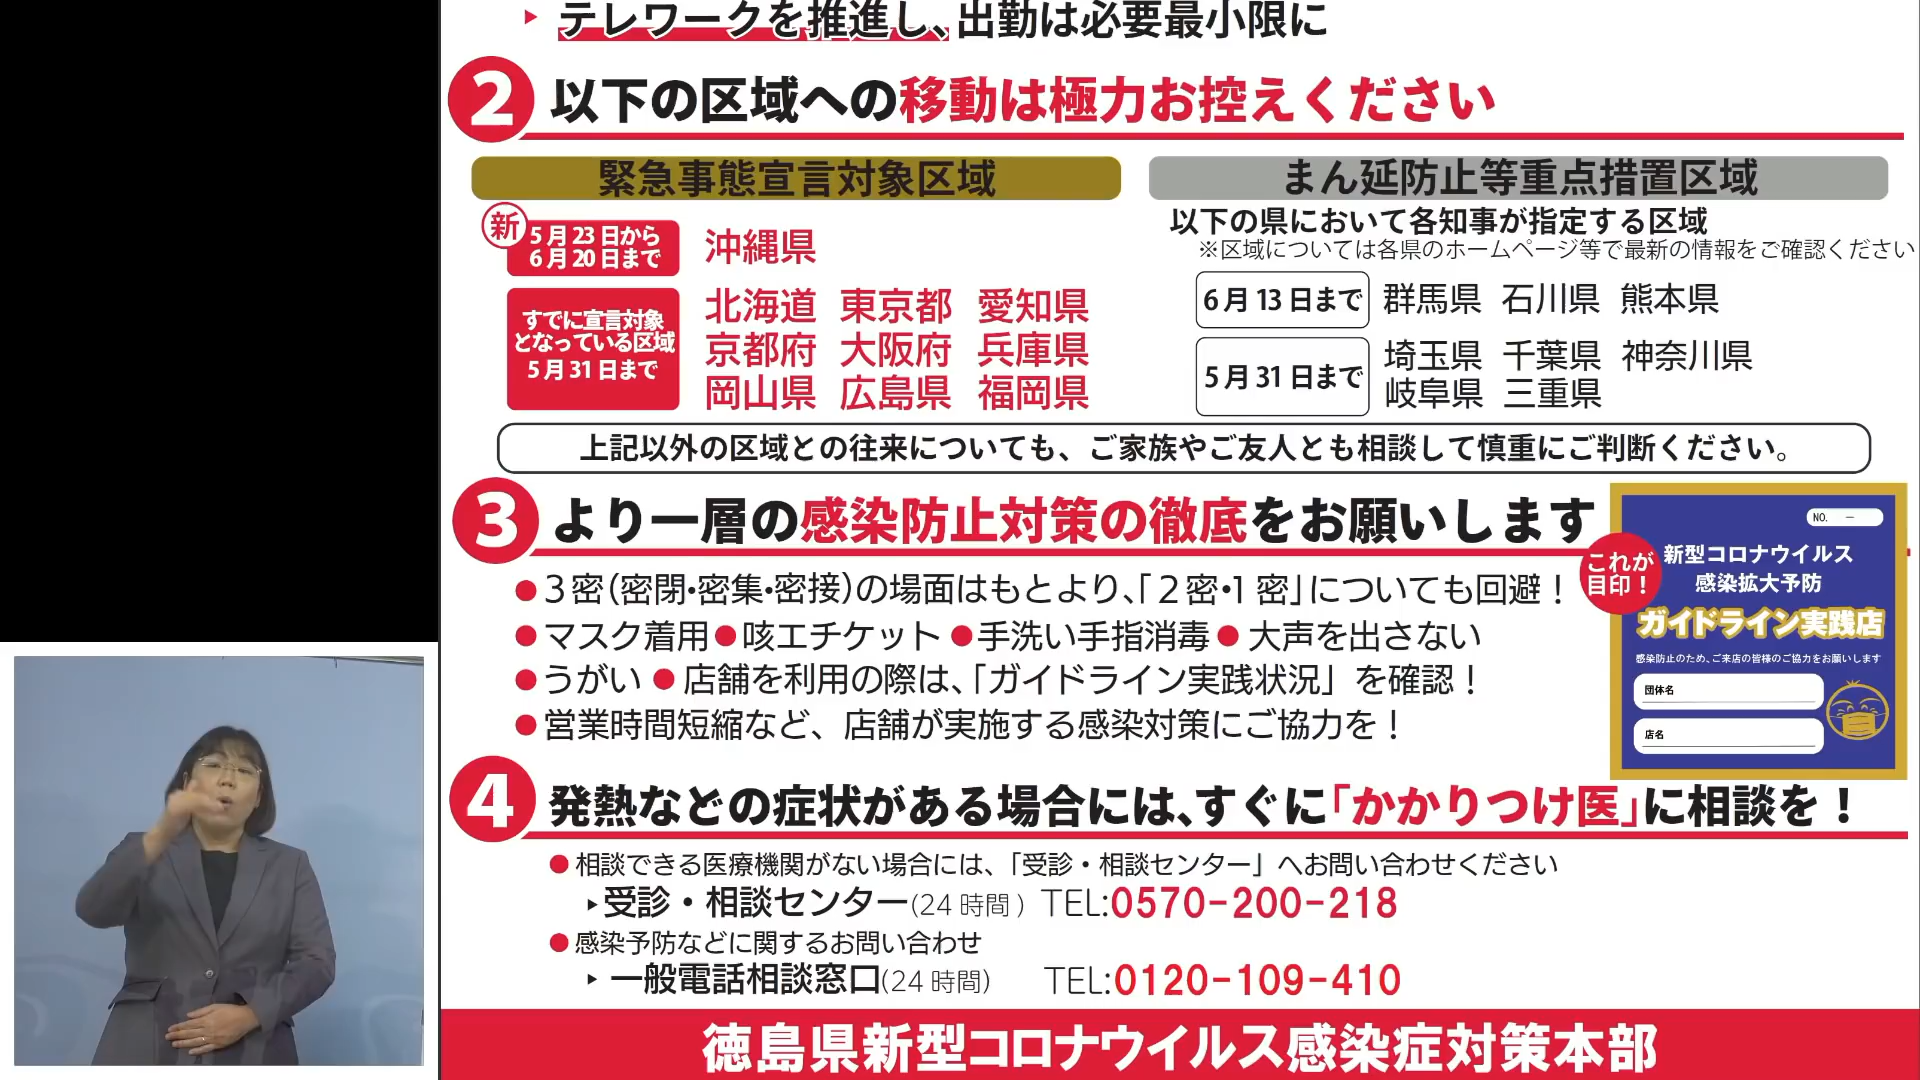 ▸ テレワークを推進し、出勤は必要最小限に
2 以下の区域への移動は極力お控えください
緊急事態宣言対象区域
新
5月23日から
6月20日まで
沖縄県
すでに宣言対象
となっている区域
5月31日まで
北海道 東京都 愛知県
京都府 大阪府 兵庫県
岡山県 広島県 福岡県
まん延防止等重点措置区域
以下の県において各知事が指定する区域
※区域については各県のホームページ等で最新の情報をご確認ください
6月13日まで 群馬県 石川県 熊本県
5月31日まで
埼玉県 千葉県 神奈川県
岐阜県 三重県
上記以外の区域との往来についても、ご家族やご友人とも相談して慎重にご判断ください。
3 より一層の感染防止対策の徹底をお願いします
●3密(密閉・密集・密接)の場面はもとより、「2密・1密」についても回避！
●マスク着用●咳エチケット●手洗い手指消毒●大声を出さない
●うがい●店舗を利用の際は、「ガイドライン実践状況」を確認！
●営業時間短縮など、店舗が実施する感染対策にご協力を！
これが
目印！
NO. －
新型コロナウイルス
感染拡大予防
ガイドライン実践店
感染防止のため、ご来店の皆様のご協力をお願いします
団体名
店名
4 発熱などの症状がある場合には、すぐに「かかりつけ医」に相談を！
●相談できる医療機関がない場合には、「受診・相談センター」へお問い合わせください
▸受診・相談センター(24時間) TEL:0570-200-218
●感染予防などに関するお問い合わせ
▸一般電話相談窓口(24時間) TEL:0120-109-410
徳島県新型コロナウイルス感染症対策本部